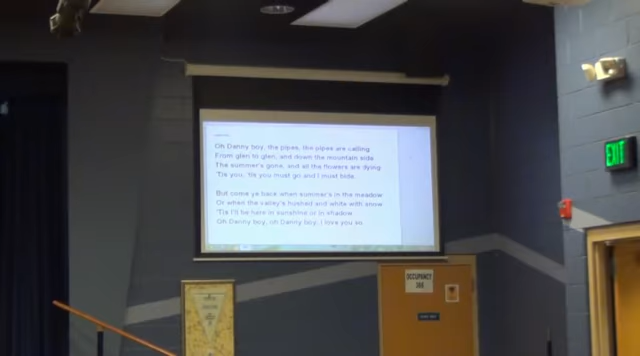 Oh Danny boy, the pipes, the pipes are calling
From glen to glen, and down the mountain side
The summer's gone, and all the flowers are dying
'Tis you, 'tis you must go and I must bide.
But come ye back when summer's in the meadow
Or when the valley's hushed and white with snow
'Tis I'll be here in sunshine or in shadow
Oh Danny boy, oh Danny boy, I love you so
EXIT
OCCUPANCY